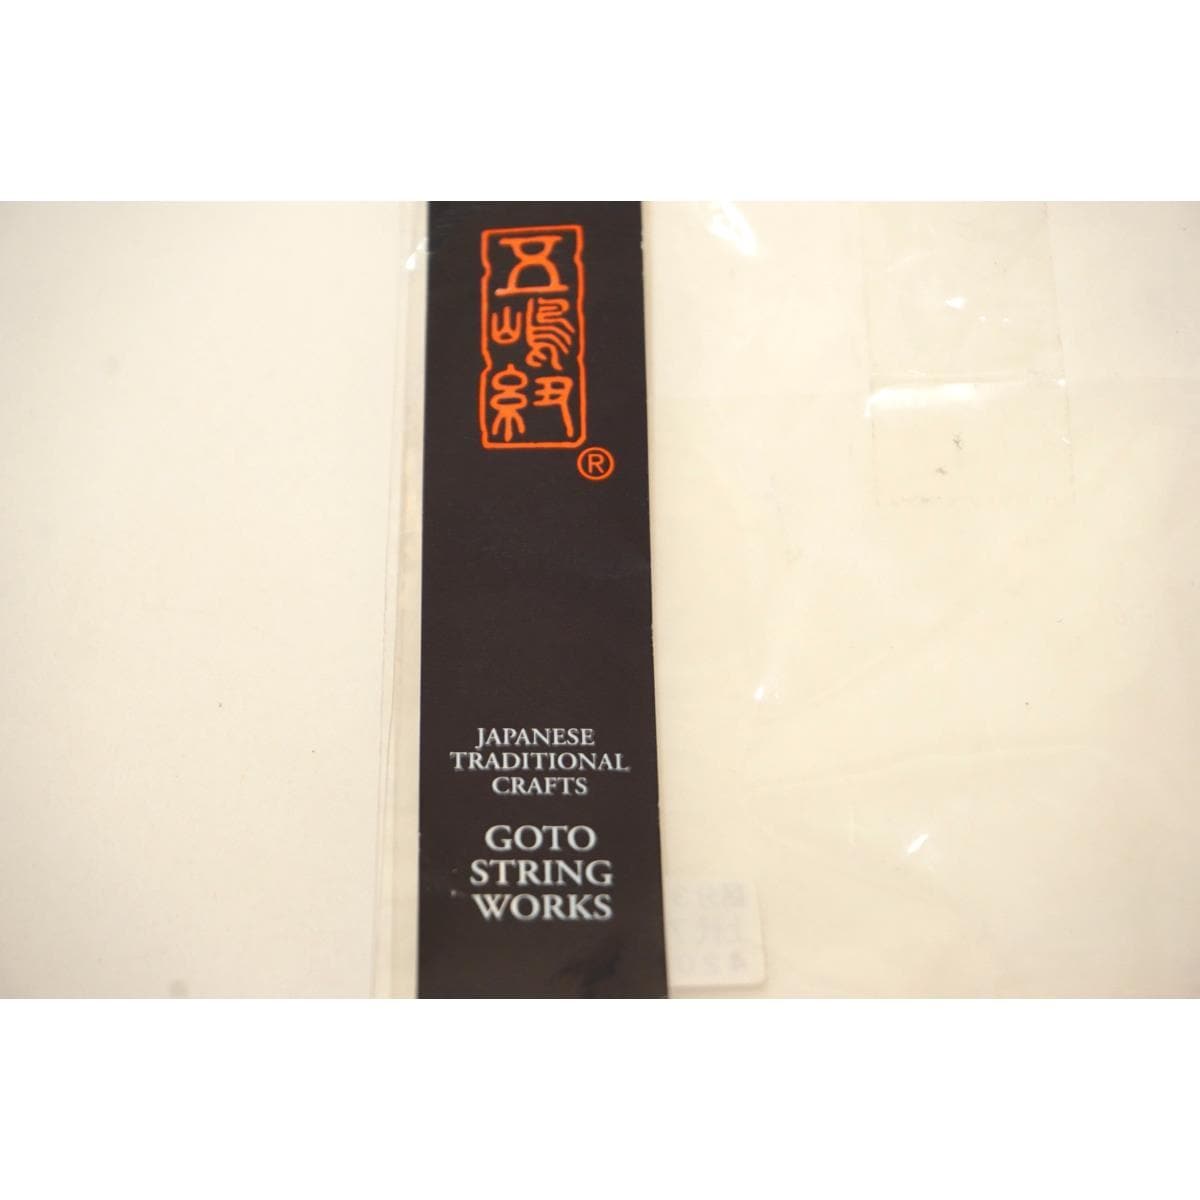 五嶋紐
®
JAPANESE
TRADITIONAL
CRAFTS
GOTO
STRING
WORKS